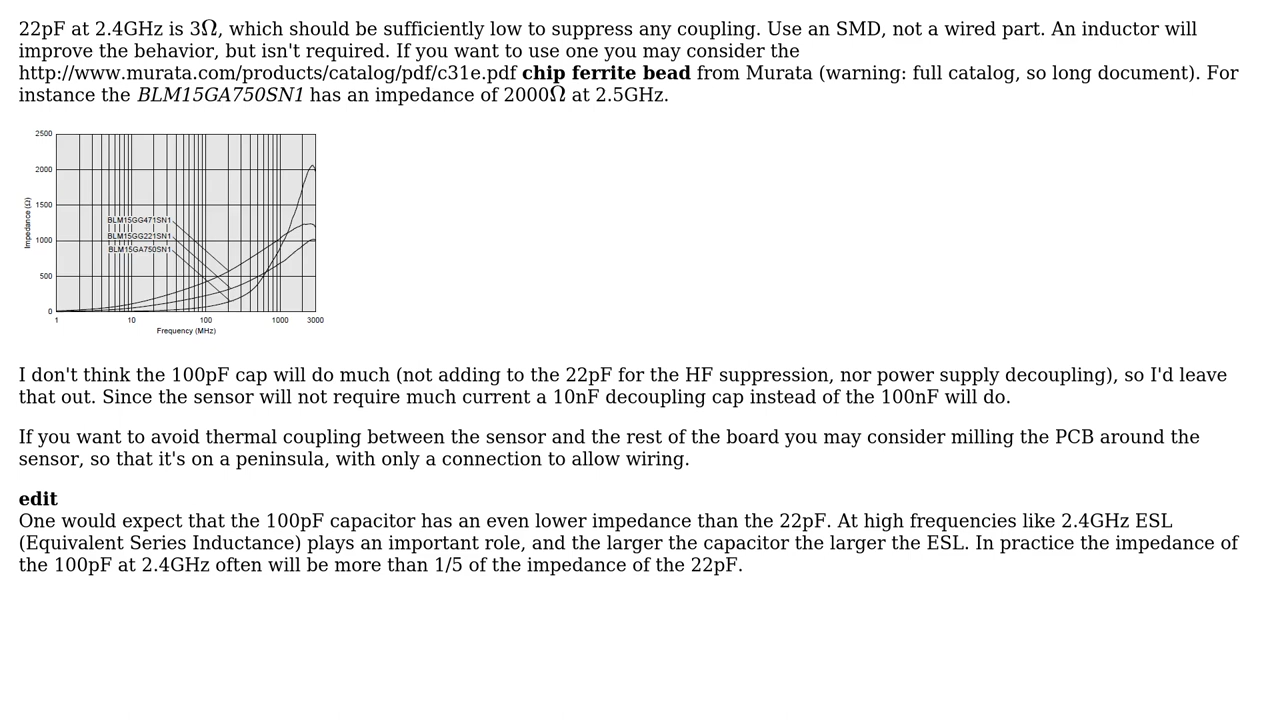 22pF at 2.4GHz is 3Ω, which should be sufficiently low to suppress any coupling. Use an SMD, not a wired part. An inductor will
improve the behavior, but isn't required. If you want to use one you may consider the
http://www.murata.com/products/catalog/pdf/c31e.pdf chip ferrite bead from Murata (warning: full catalog, so long document). For
instance the BLM15GA750SN1 has an impedance of 2000Ω at 2.5GHz.
2500
2000
1500
1000
500
0
Impedance (Ω)
BLM15GG471SN1
BLM15GG221SN1
BLM15GA750SN1
1 10 100 1000 3000
Frequency (MHz)
I don't think the 100pF cap will do much (not adding to the 22pF for the HF suppression, nor power supply decoupling), so I'd leave
that out. Since the sensor will not require much current a 10nF decoupling cap instead of the 100nF will do.
If you want to avoid thermal coupling between the sensor and the rest of the board you may consider milling the PCB around the
sensor, so that it's on a peninsula, with only a connection to allow wiring.
edit
One would expect that the 100pF capacitor has an even lower impedance than the 22pF. At high frequencies like 2.4GHz ESL
(Equivalent Series Inductance) plays an important role, and the larger the capacitor the larger the ESL. In practice the impedance of
the 100pF at 2.4GHz often will be more than 1/5 of the impedance of the 22pF.